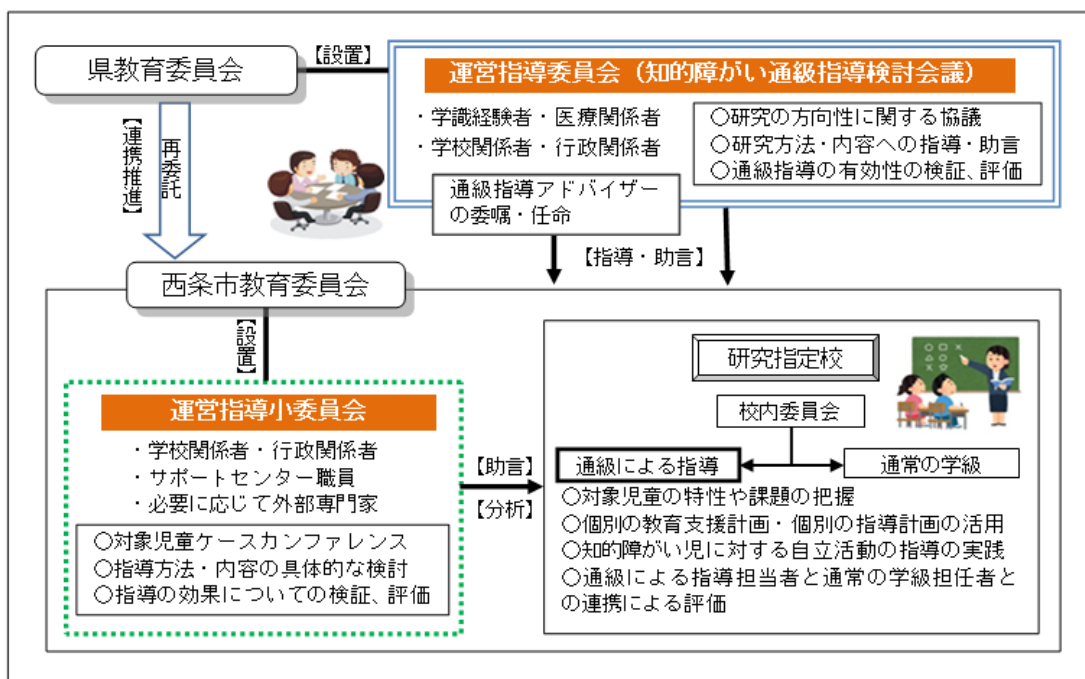 県教育委員会
【設置】
運営指導委員会（知的障がい通級指導検討会議）
・学識経験者・医療関係者
・学校関係者・行政関係者
○研究の方向性に関する協議
○研究方法・内容への指導・助言
○通級指導の有効性の検証、評価
通級指導アドバイザー
の委嘱・任命
【連携推進】
再委託
【指導・助言】
西条市教育委員会
【設置】
運営指導小委員会
・学校関係者・行政関係者
・サポートセンター職員
・必要に応じて外部専門家
○対象児童ケースカンファレンス
○指導方法・内容の具体的な検討
○指導の効果についての検証、評価
【助言】
【分析】
研究指定校
校内委員会
通級による指導
通常の学級
○対象児童の特性や課題の把握
○個別の教育支援計画・個別の指導計画の活用
○知的障がい児に対する自立活動の指導の実践
○通級による指導担当者と通常の学級担任者と
の連携による評価